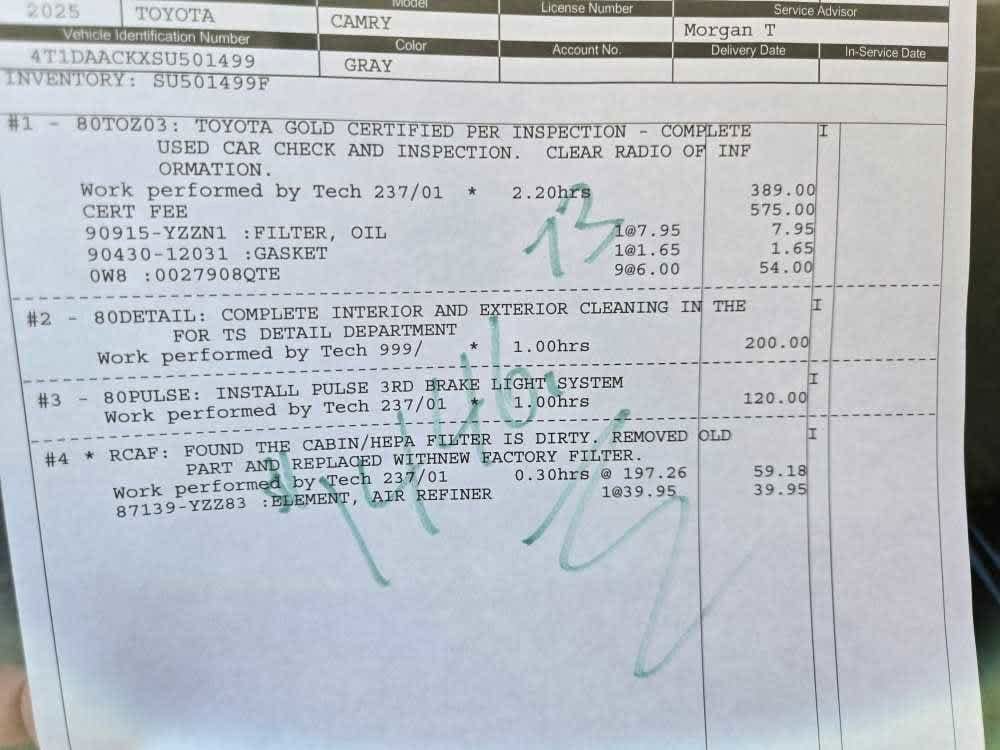 Model License Number Service Advisor
2025 TOYOTA CAMRY Morgan T
Vehicle Identification Number Color Account No. Delivery Date In-Service Date
4T1DAACKXSU501499 GRAY
INVENTORY: SU501499F
#1 - 80TOZ03: TOYOTA GOLD CERTIFIED PER INSPECTION - COMPLETE I
USED CAR CHECK AND INSPECTION. CLEAR RADIO OF INF
ORMATION.
Work performed by Tech 237/01 * 2.20hrs 389.00
CERT FEE 575.00
90915-YZZN1 :FILTER, OIL 1@7.95 7.95
90430-12031 :GASKET 1@1.65 1.65
0W8 :0027908QTE 9@6.00 54.00
13
#2 - 80DETAIL: COMPLETE INTERIOR AND EXTERIOR CLEANING IN THE I
FOR TS DETAIL DEPARTMENT
Work performed by Tech 999/ * 1.00hrs 200.00
#3 - 80PULSE: INSTALL PULSE 3RD BRAKE LIGHT SYSTEM I
Work performed by Tech 237/01 * 1.00hrs 120.00
#4 * RCAF: FOUND THE CABIN/HEPA FILTER IS DIRTY. REMOVED OLD I
PART AND REPLACED WITHNEW FACTORY FILTER.
Work performed by Tech 237/01 0.30hrs @ 197.26 59.18
87139-YZZ83 :ELEMENT, AIR REFINER 1@39.95 39.95